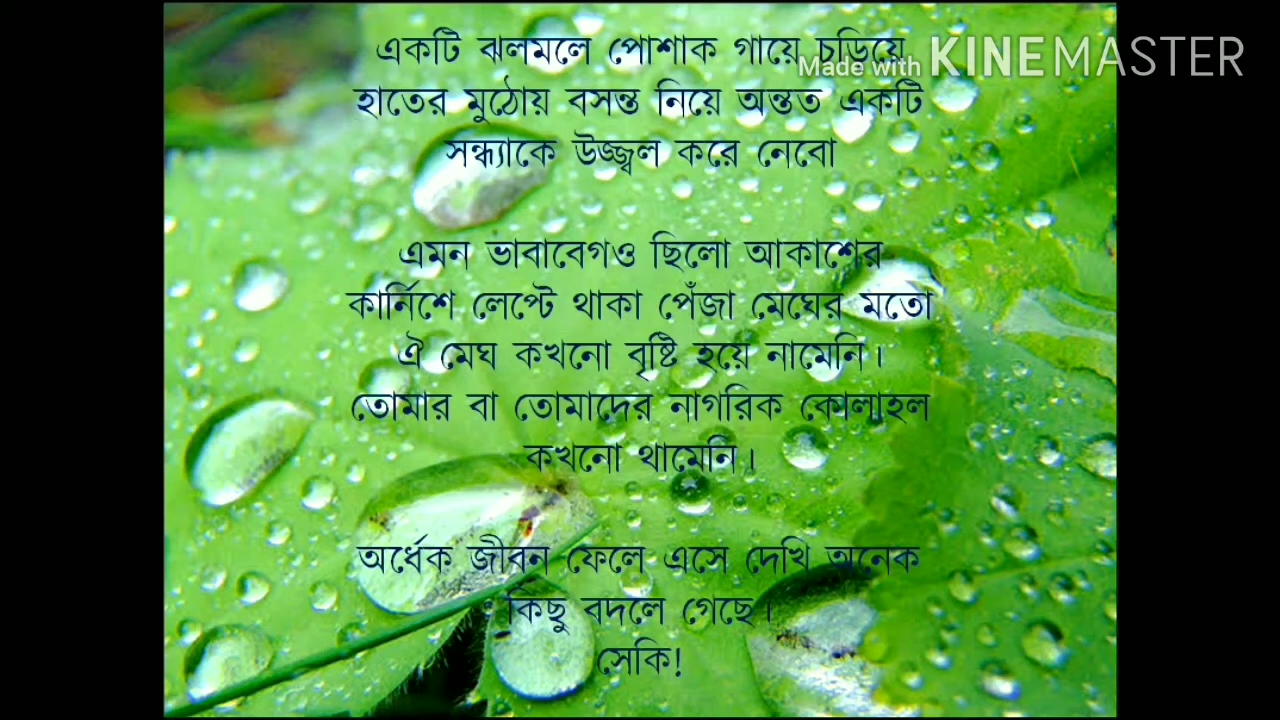 একটি ঝলমলে পোশাক গায়ে চড়িয়ে
Made with KINEMASTER
হাতের মুঠোয় বসন্ত নিয়ে অন্তত একটি
সন্ধ্যাকে উজ্জ্বল করে নেবো
এমন ভাবাবেগও ছিলো আকাশের
কার্নিশে লেপ্টে থাকা পেঁজা মেঘের মতো
ঐ মেঘ কখনো বৃষ্টি হয়ে নামেনি।
তোমার বা তোমাদের নাগরিক কোলাহল
কখনো থামেনি।
অর্ধেক জীবন ফেলে এসে দেখি অনেক
কিছু বদলে গেছে।
সেকি!